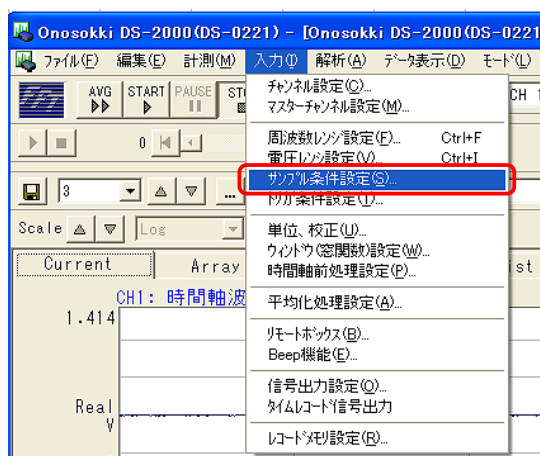 Onosokki DS-2000(DS-0221) - [Onosokki DS-2000(DS-0221
ファイル(F) 編集(E) 計測(M) 入力(I) 解析(A) データ表示(D) モード(L)
AVG START PAUSE CH 1
チャンネル設定(C)...
マスターチャンネル設定(M)...
0
周波数レンジ設定(F)... Ctrl+F
電圧レンジ設定(V)... Ctrl+I
3 ...
サンプル条件設定(S)...
トリガ条件設定(T)...
Scale Log
単位、校正(U)...
ウィンドウ(窓関数)設定(W)...
Current Array
時間軸前処理設定(P)...
CH1: 時間軸波
平均化処理設定(A)...
1.414
リモートボックス(B)...
Beep機能(E)...
信号出力設定(O)...
Real
タイムレコード信号出力
V
レコードメモリ設定(R)...